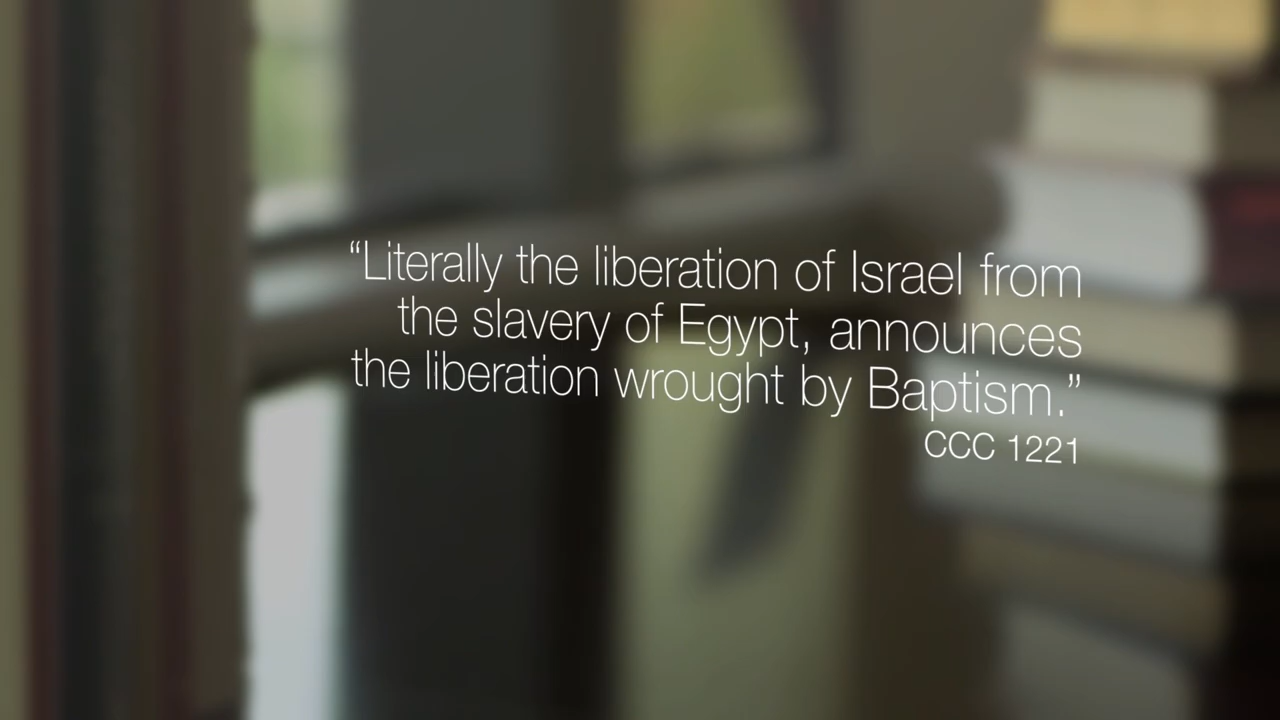 “Literally the liberation of Israel from
the slavery of Egypt, announces
the liberation wrought by Baptism.”
CCC 1221